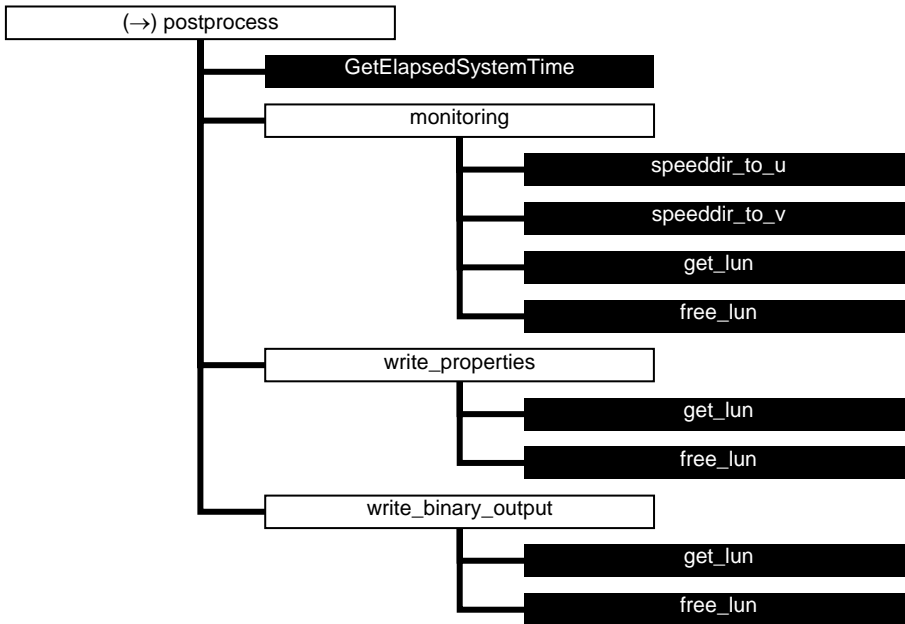 (→) postprocess
GetElapsedSystemTime
monitoring
speeddir_to_u
speeddir_to_v
get_lun
free_lun
write_properties
get_lun
free_lun
write_binary_output
get_lun
free_lun